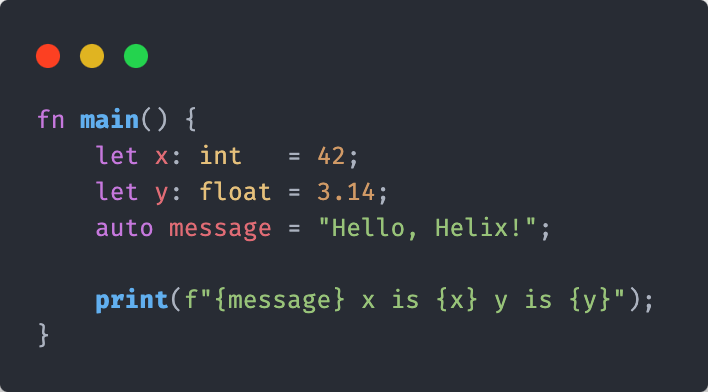 fn main() {
    let x: int   = 42;
    let y: float = 3.14;
    auto message = "Hello, Helix!";

    print(f"{message} x is {x} y is {y}");
}